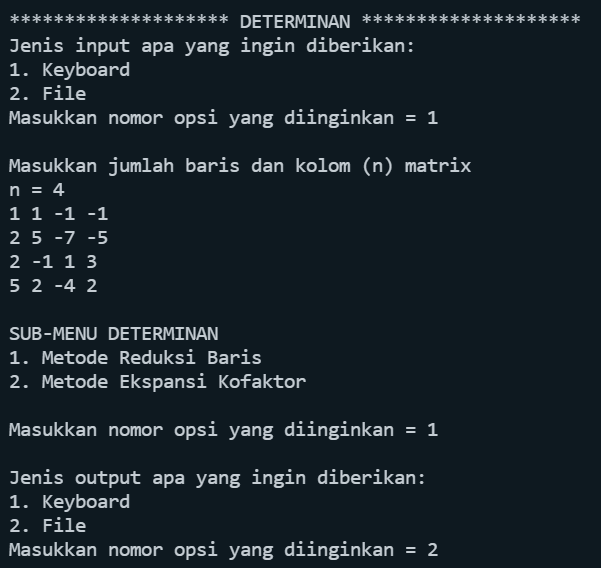 ******************** DETERMINAN ********************
Jenis input apa yang ingin diberikan:
1. Keyboard
2. File
Masukkan nomor opsi yang diinginkan = 1
Masukkan jumlah baris dan kolom (n) matrix
n = 4
1 1 -1 -1
2 5 -7 -5
2 -1 1 3
5 2 -4 2
SUB-MENU DETERMINAN
1. Metode Reduksi Baris
2. Metode Ekspansi Kofaktor
Masukkan nomor opsi yang diinginkan = 1
Jenis output apa yang ingin diberikan:
1. Keyboard
2. File
Masukkan nomor opsi yang diinginkan = 2